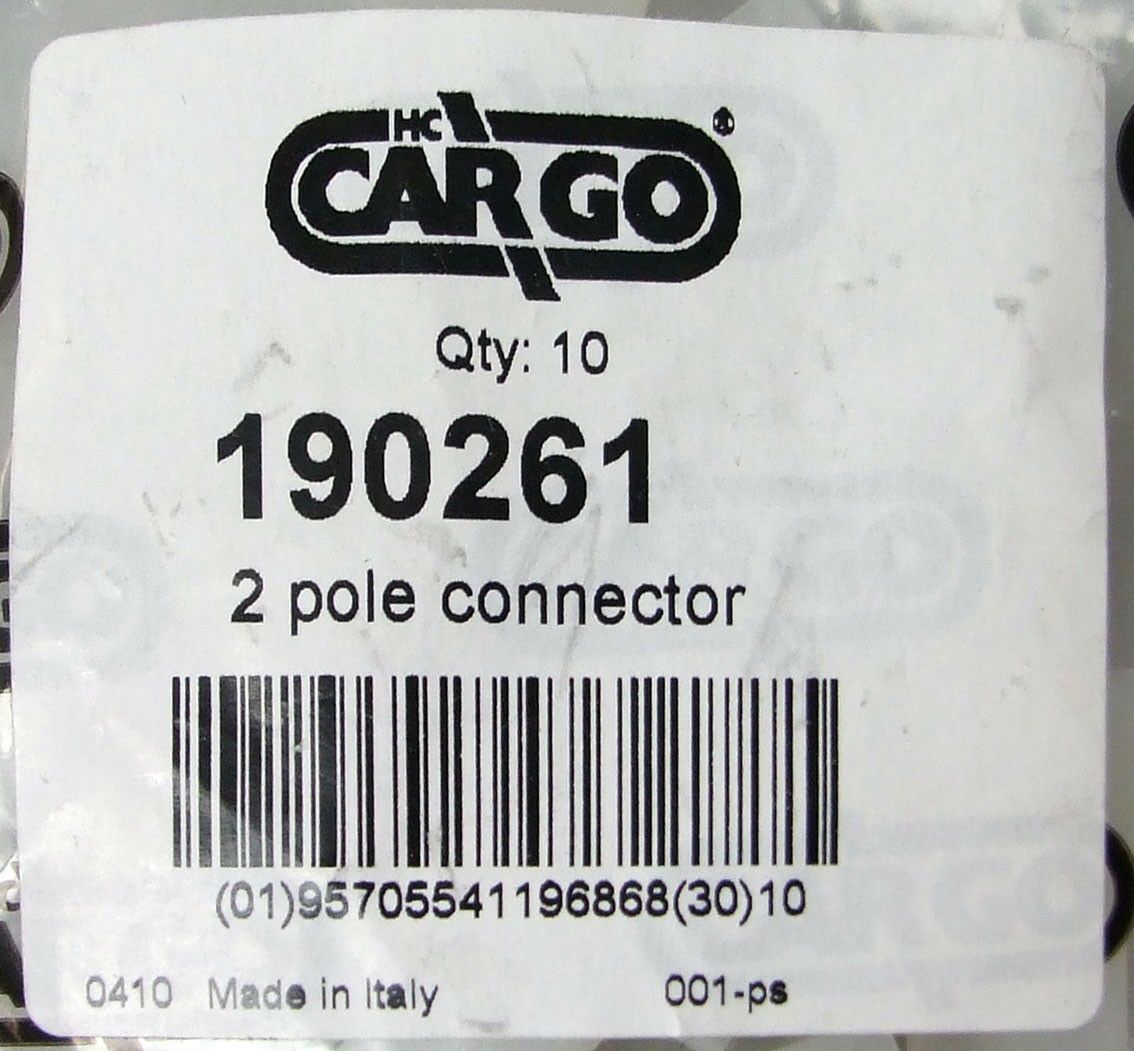 HC
CARGO®
Qty: 10
190261
2 pole connector
(01)95705541196868(30)10
0410 Made in Italy 001-ps